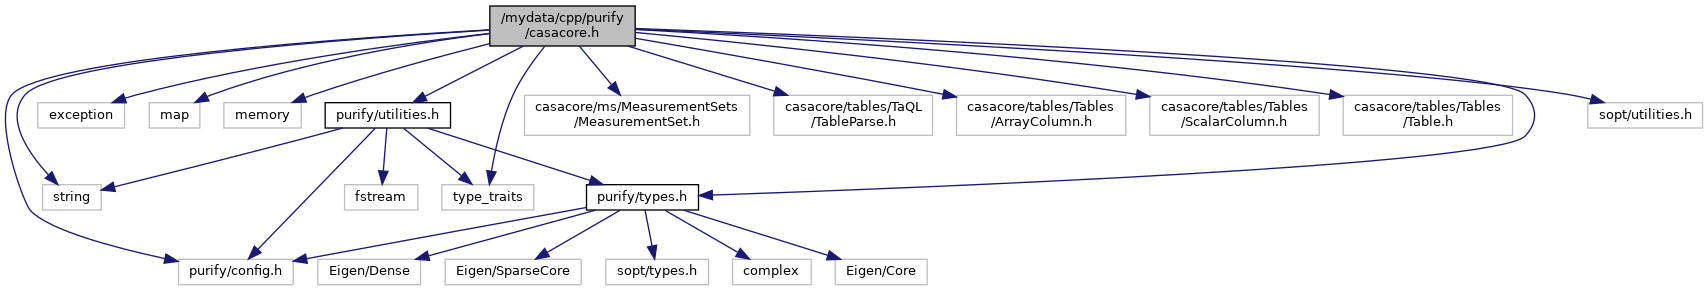 /mydata/cpp/purify
/casacore.h
exception
map
memory
purify/utilities.h
casacore/ms/MeasurementSets
/MeasurementSet.h
casacore/tables/TaQL
/TableParse.h
casacore/tables/Tables
/ArrayColumn.h
casacore/tables/Tables
/ScalarColumn.h
casacore/tables/Tables
/Table.h
sopt/utilities.h
string
fstream
type_traits
purify/types.h
purify/config.h
Eigen/Dense
Eigen/SparseCore
sopt/types.h
complex
Eigen/Core